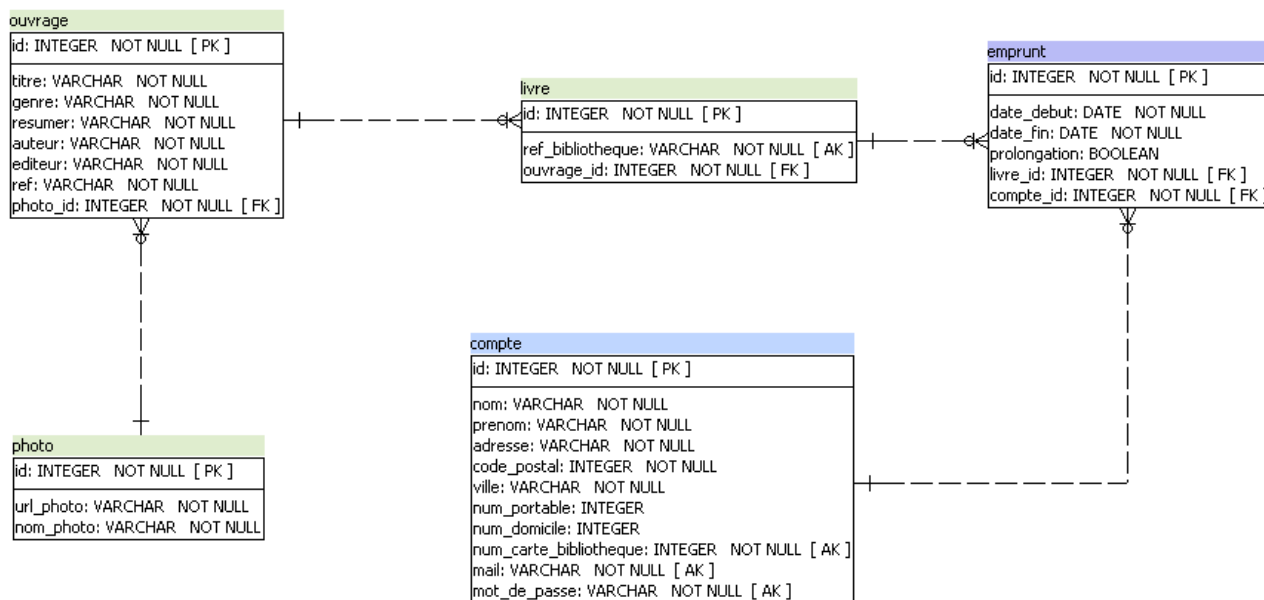 ouvrage
id: INTEGER NOT NULL [ PK ]
titre: VARCHAR NOT NULL
genre: VARCHAR NOT NULL
resumer: VARCHAR NOT NULL
auteur: VARCHAR NOT NULL
editeur: VARCHAR NOT NULL
ref: VARCHAR NOT NULL
photo_id: INTEGER NOT NULL [ FK ]
livre
id: INTEGER NOT NULL [ PK ]
ref_bibliotheque: VARCHAR NOT NULL [ AK ]
ouvrage_id: INTEGER NOT NULL [ FK ]
emprunt
id: INTEGER NOT NULL [ PK ]
date_debut: DATE NOT NULL
date_fin: DATE NOT NULL
prolongation: BOOLEAN
livre_id: INTEGER NOT NULL [ FK ]
compte_id: INTEGER NOT NULL [ FK ]
photo
id: INTEGER NOT NULL [ PK ]
url_photo: VARCHAR NOT NULL
nom_photo: VARCHAR NOT NULL
compte
id: INTEGER NOT NULL [ PK ]
nom: VARCHAR NOT NULL
prenom: VARCHAR NOT NULL
adresse: VARCHAR NOT NULL
code_postal: INTEGER NOT NULL
ville: VARCHAR NOT NULL
num_portable: INTEGER
num_domicile: INTEGER
num_carte_bibliotheque: INTEGER NOT NULL [ AK ]
mail: VARCHAR NOT NULL [ AK ]
mot_de_passe: VARCHAR NOT NULL [ AK ]